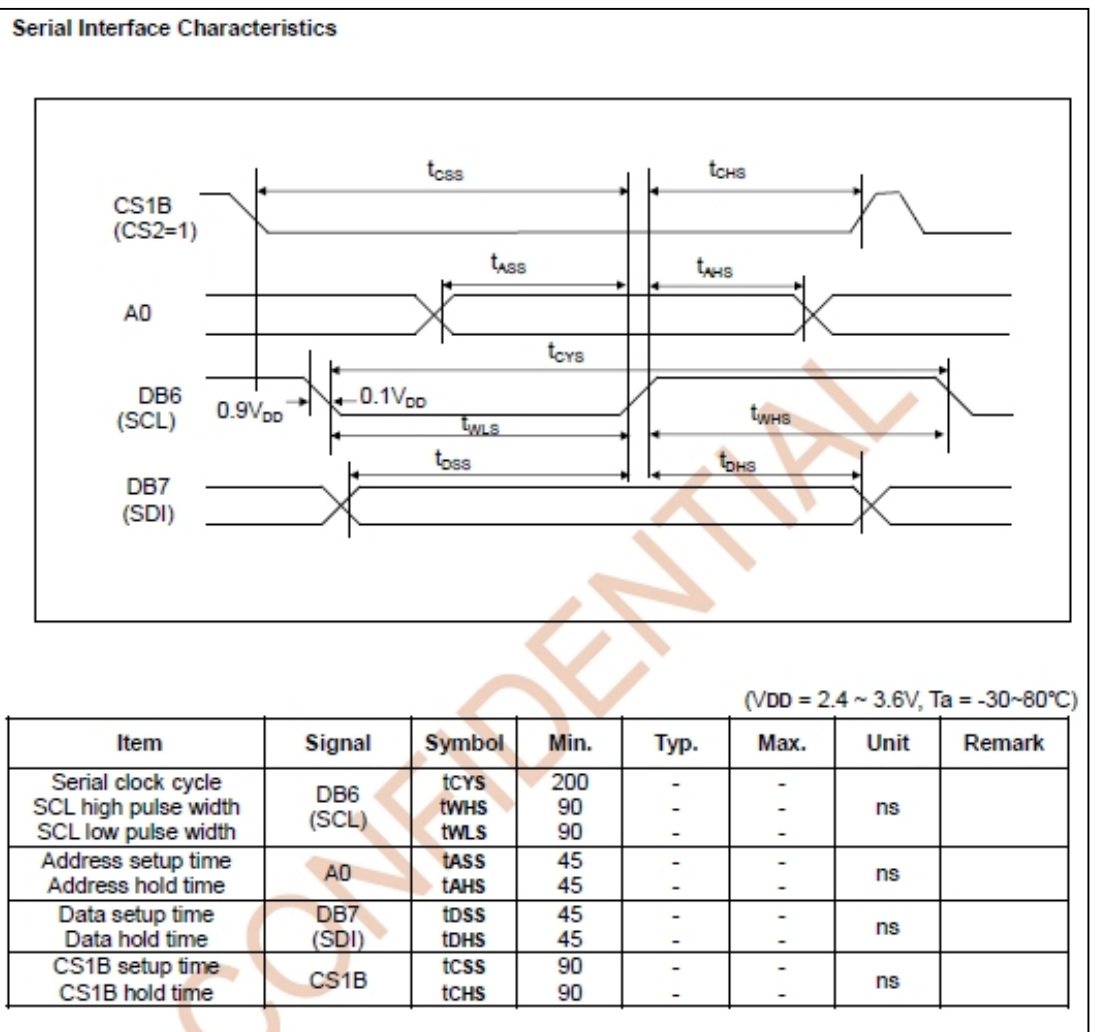 Serial Interface Characteristics
tCSS
tCHS
CS1B
(CS2=1)
tASS
tAHS
A0
tCYS
DB6
(SCL)
0.9VDD
0.1VDD
tWLS
tWHS
tDSS
tDHS
DB7
(SDI)
(VDD = 2.4 ~ 3.6V, Ta = -30~80°C)
Item Signal Symbol Min. Typ. Max. Unit Remark
Serial clock cycle tCYS 200 - -
SCL high pulse width DB6 (SCL) tWHS 90 - - ns
SCL low pulse width tWLS 90 - -
Address setup time A0 tASS 45 - - ns
Address hold time tAHS 45 - -
Data setup time DB7 tDSS 45 - - ns
Data hold time (SDI) tDHS 45 - -
CS1B setup time CS1B tCSS 90 - - ns
CS1B hold time tCHS 90 - -
CONFIDENTIAL